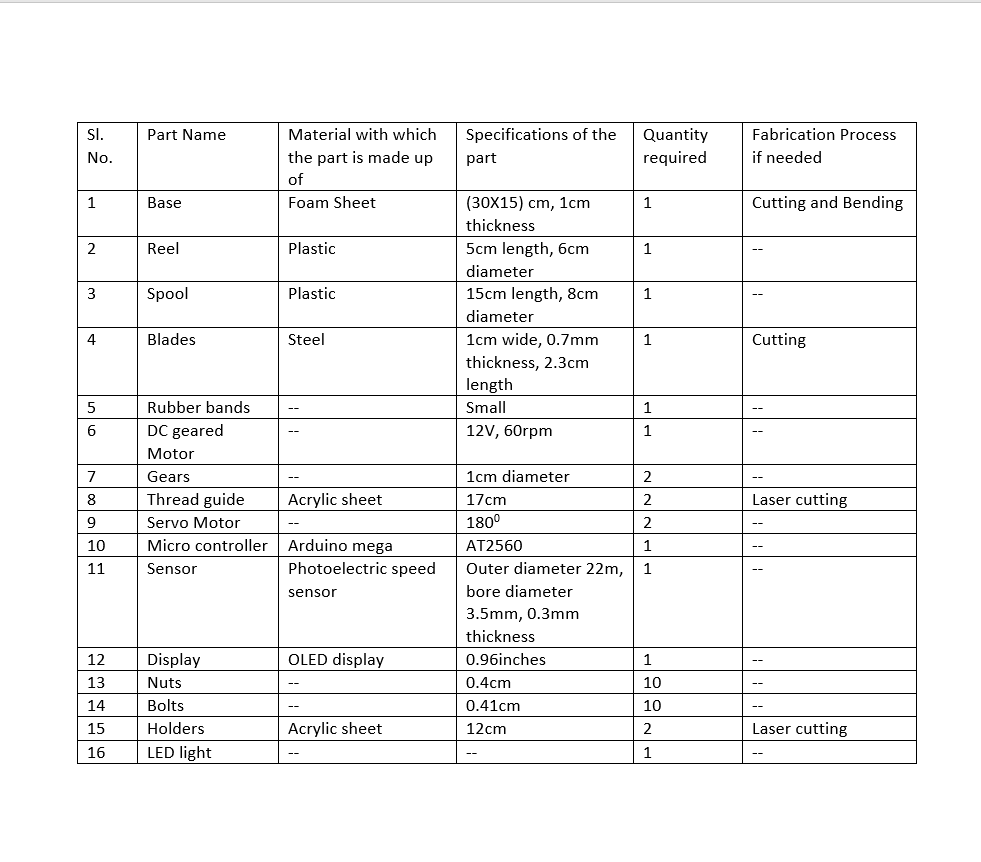 Sl. No. Part Name Material with which the part is made up of Specifications of the part Quantity required Fabrication Process if needed
1 Base Foam Sheet (30X15) cm, 1cm thickness 1 Cutting and Bending
2 Reel Plastic 5cm length, 6cm diameter 1 --
3 Spool Plastic 15cm length, 8cm diameter 1 --
4 Blades Steel 1cm wide, 0.7mm thickness, 2.3cm length 1 Cutting
5 Rubber bands -- Small 1 --
6 DC geared Motor -- 12V, 60rpm 1 --
7 Gears -- 1cm diameter 2 --
8 Thread guide Acrylic sheet 17cm 2 Laser cutting
9 Servo Motor -- 180⁰ 2 --
10 Micro controller Arduino mega AT2560 1 --
11 Sensor Photoelectric speed sensor Outer diameter 22m, bore diameter 3.5mm, 0.3mm thickness 1 --
12 Display OLED display 0.96inches 1 --
13 Nuts -- 0.4cm 10 --
14 Bolts -- 0.41cm 10 --
15 Holders Acrylic sheet 12cm 2 Laser cutting
16 LED light -- -- 1 --